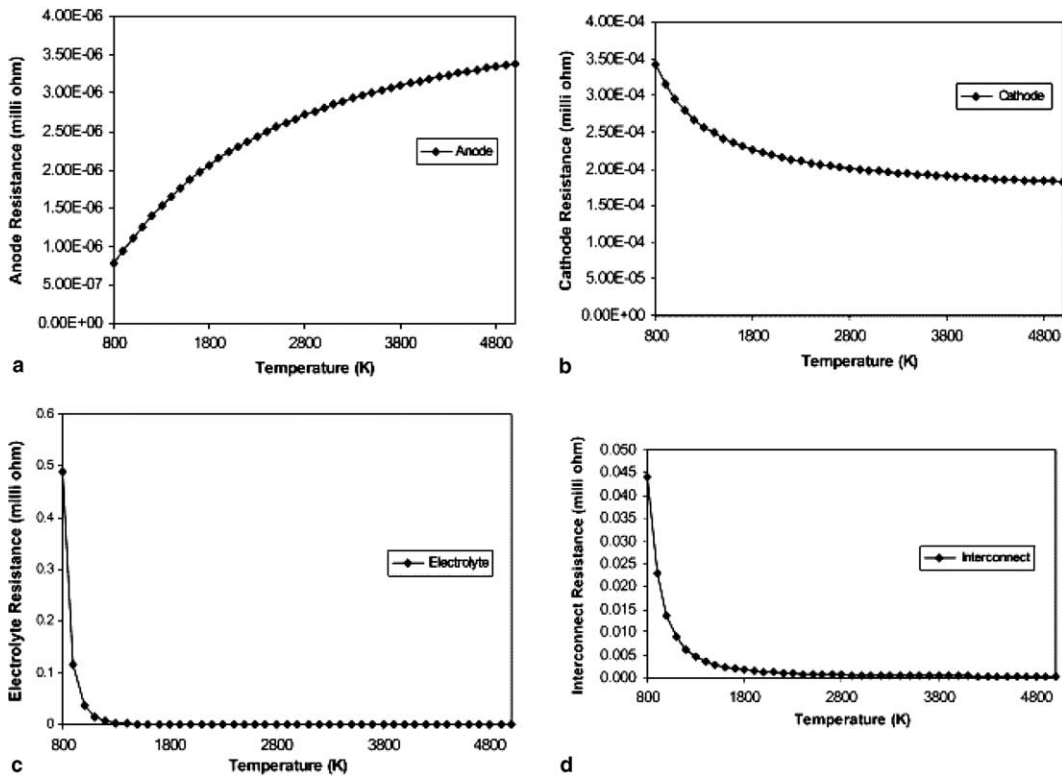 4.00E-06
3.50E-06
3.00E-06
2.50E-06
2.00E-06
1.50E-06
1.00E-06
5.00E-07
0.00E+00
Anode Resistance (milli ohm)
Anode
800 1800 2800 3800 4800
Temperature (K)
a
4.00E-04
3.50E-04
3.00E-04
2.50E-04
2.00E-04
1.50E-04
1.00E-04
5.00E-05
0.00E+00
Cathode Resistance (milli ohm)
Cathode
800 1800 2800 3800 4800
Temperature (K)
b
0.6
0.5
0.4
0.3
0.2
0.1
0
Electrolyte Resistance (milli ohm)
Electrolyte
800 1800 2800 3800 4800
Temperature (K)
c
0.050
0.045
0.040
0.035
0.030
0.025
0.020
0.015
0.010
0.005
0.000
Interconnect Resistance (milli ohm)
Interconnect
800 1800 2800 3800 4800
Temperature (K)
d